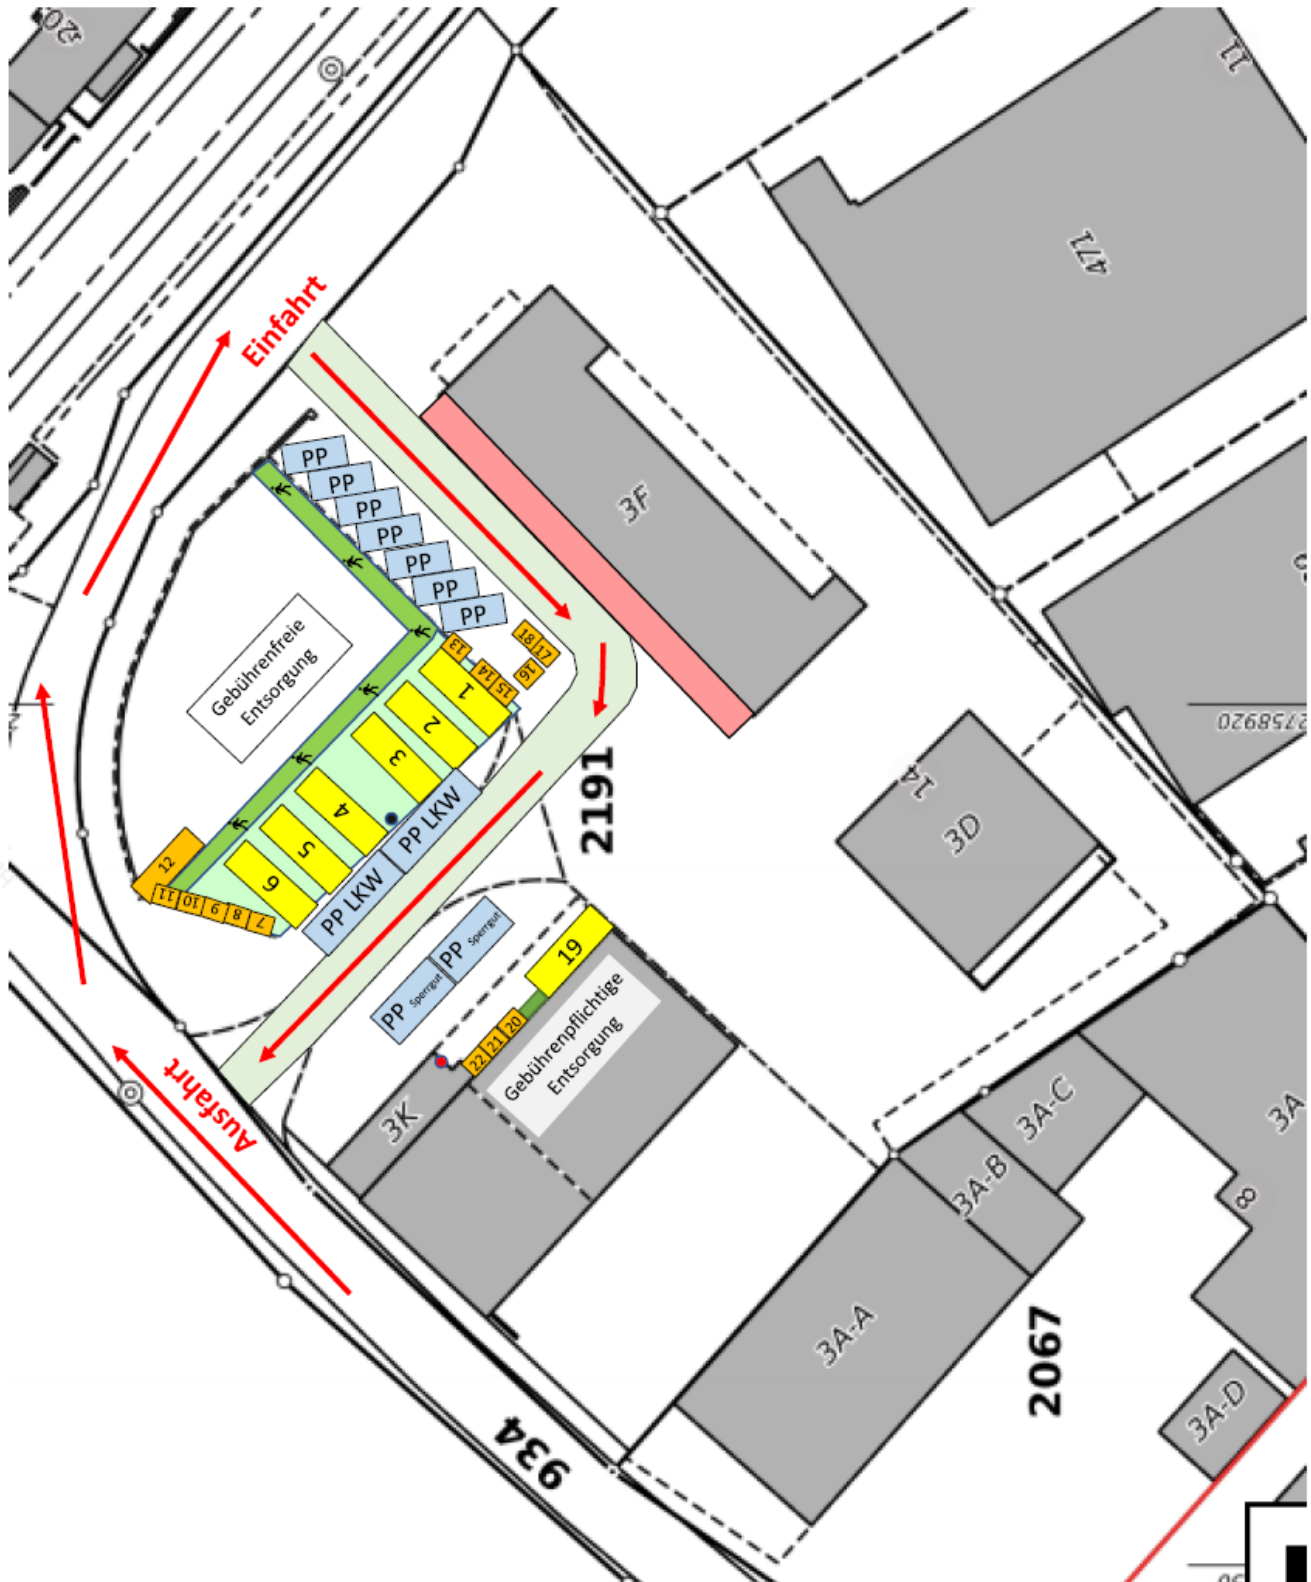 20
11
471
Einfahrt
3F
PP
PP
PP
PP
PP
PP
PP
Gebührenfreie
Entsorgung
13
14
15
18
17
16
1
2
3
4
5
6
PP LKW
PP LKW
12
11
10
9
8
7
2191
2758920
14
3D
PP Sperrgut
PP Sperrgut
19
20
21
22
Gebührenpflichtige
Entsorgung
Ausfahrt
3K
3A-C
3A-B
3A
8
3A-A
2067
3A-D
934